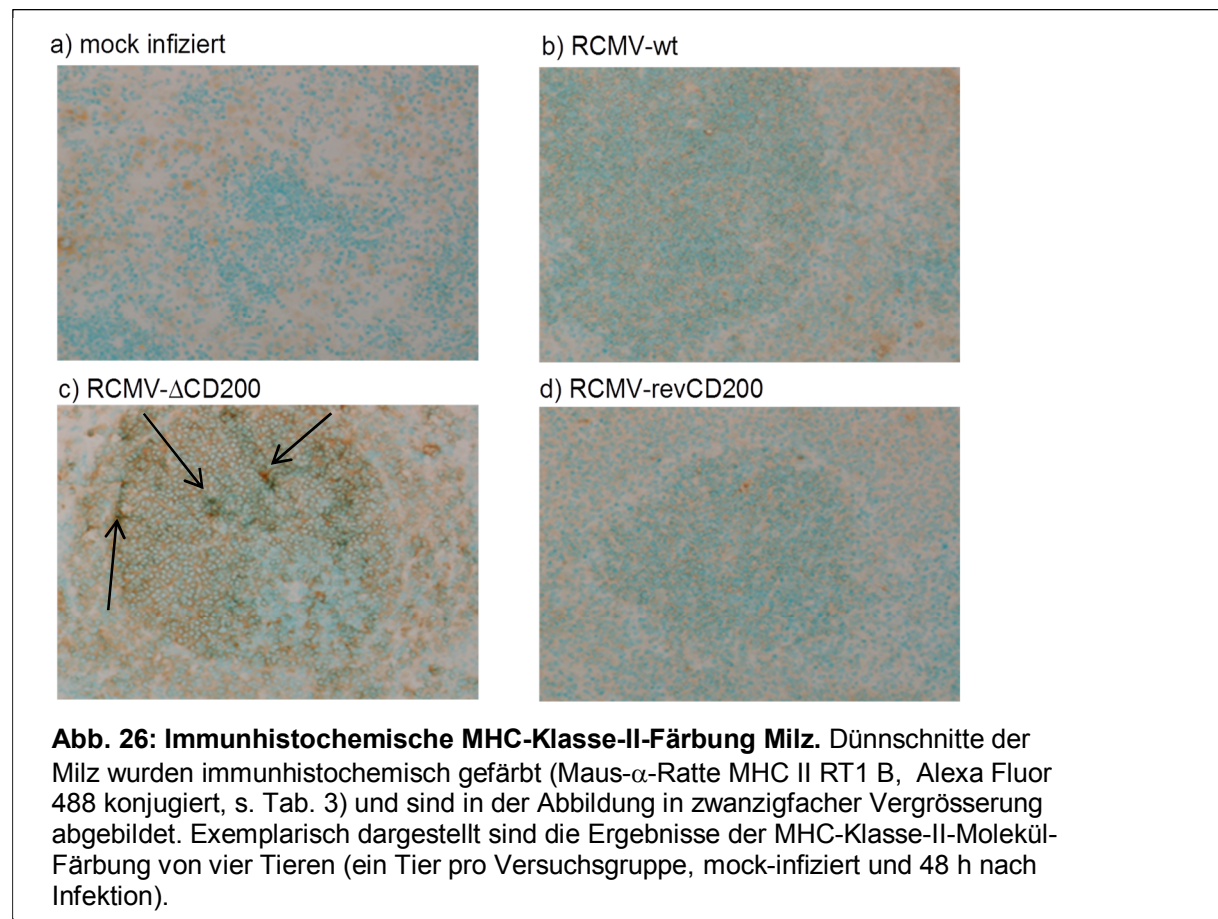 a) mock infiziert
b) RCMV-wt
c) RCMV-ΔCD200
d) RCMV-revCD200
Abb. 26: Immunhistochemische MHC-Klasse-II-Färbung Milz. Dünnschnitte der
Milz wurden immunhistochemisch gefärbt (Maus-α-Ratte MHC II RT1 B, Alexa Fluor
488 konjugiert, s. Tab. 3) und sind in der Abbildung in zwanzigfacher Vergrösserung
abgebildet. Exemplarisch dargestellt sind die Ergebnisse der MHC-Klasse-II-Molekül-
Färbung von vier Tieren (ein Tier pro Versuchsgruppe, mock-infiziert und 48 h nach
Infektion).